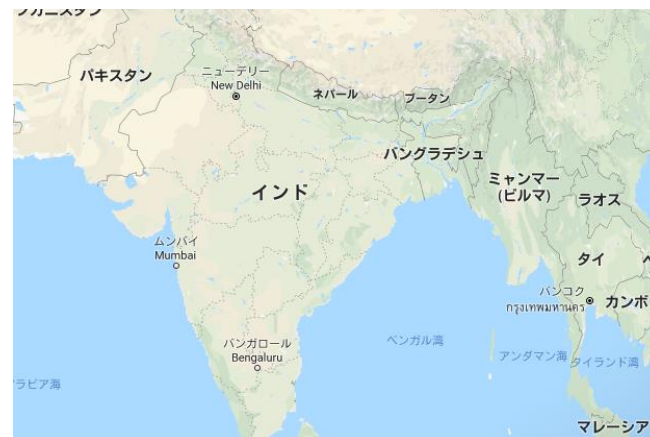 パキスタン
ニューデリー
New Delhi
ネパール
ブータン
バングラデシュ
インド
ミャンマー
(ビルマ)
ラオス
ムンバイ
Mumbai
タイ
バンコク
กรุงเทพมหานคร
カンボ
バンガロール
Bengaluru
ベンガル湾
アンダマン海
タイランド湾
ラビア海
マレーシア